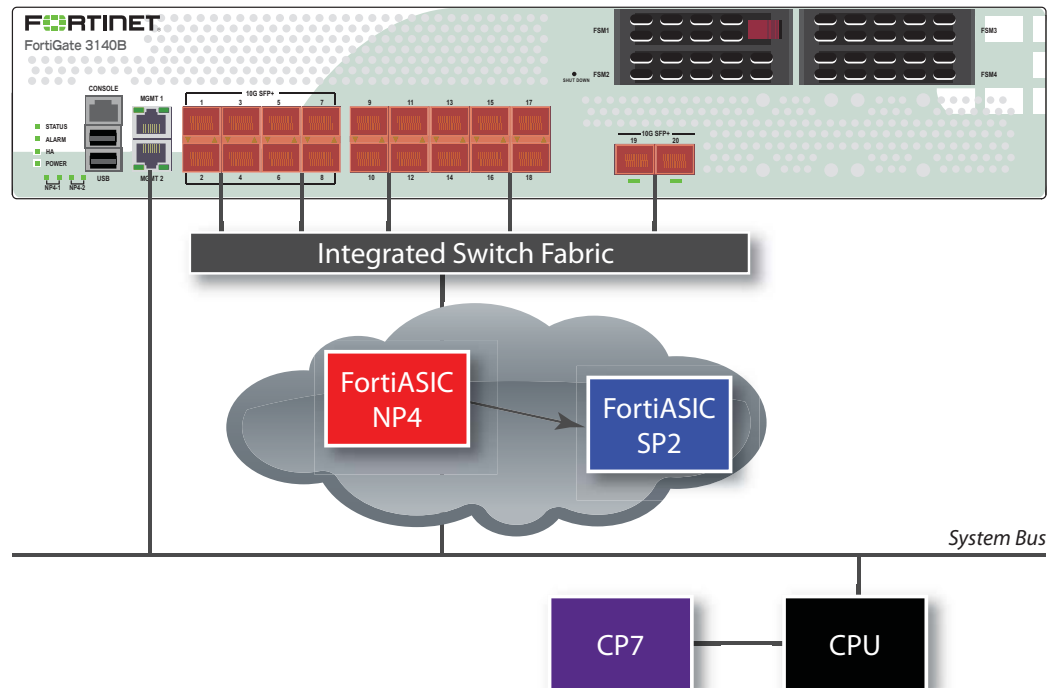 FORTINET
FortiGate 3140B
FSM1
FSM3
FSM2
FSM4
SHUT DOWN
CONSOLE
MGMT 1
10G SFP+
1 3 5 7 9 11 13 15 17
STATUS
ALARM
HA
POWER
10G SFP+
19 20
NP4-1 NP4-2
USB
MGMT 2
2 4 6 8 10 12 14 16 18
Integrated Switch Fabric
FortiASIC
NP4
FortiASIC
SP2
System Bus
CP7
CPU